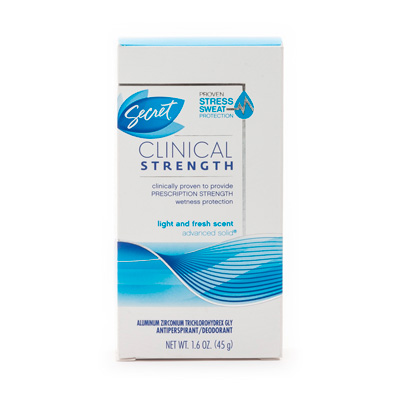 PROVEN
STRESS
SWEAT
PROTECTION
Secret
CLINICAL
STRENGTH
clinically proven to provide
PRESCRIPTION STRENGTH
wetness protection
light and fresh scent
advanced solid®
ALUMINUM ZIRCONIUM TRICHLOROHYDREX GLY
ANTIPERSPIRANT/DEODORANT
NET WT. 1.6 OZ. (45 g)